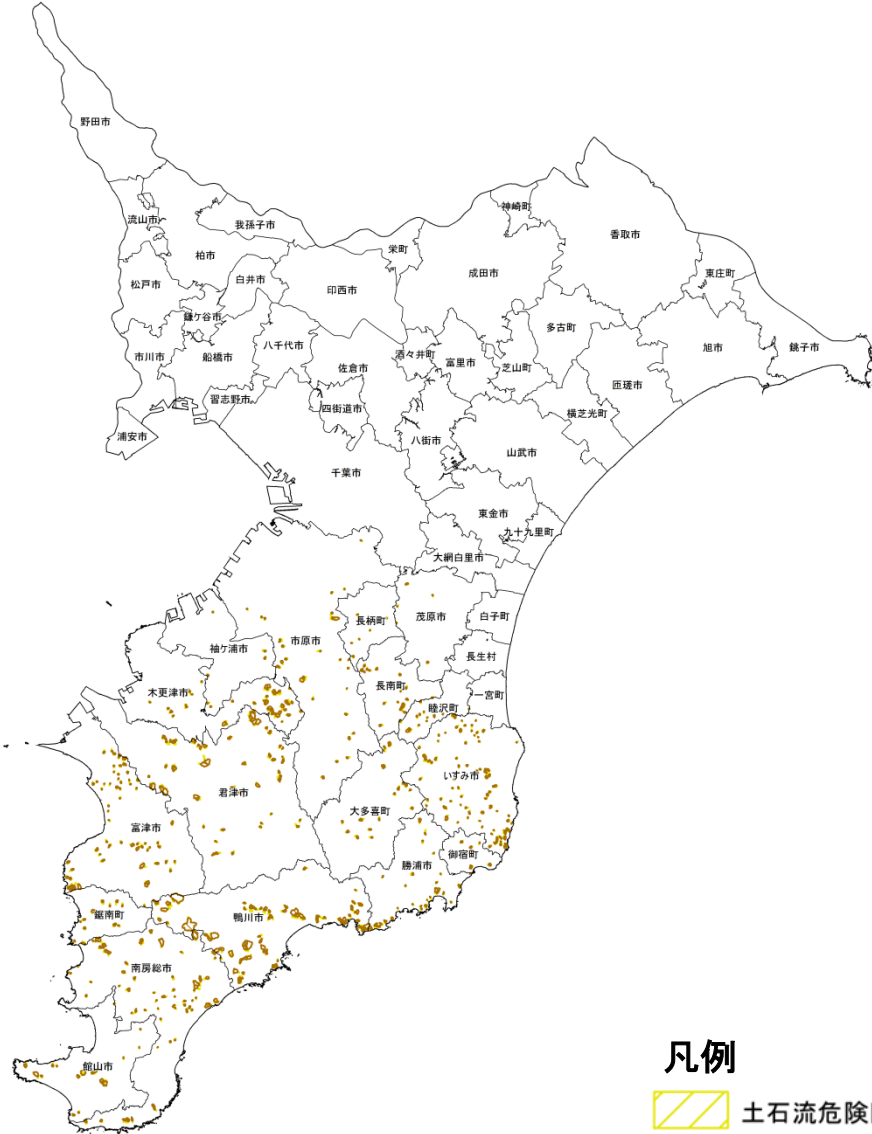 野田市
流山市
我孫子市
柏市
神崎町
香取市
栄町
成田市
東庄町
松戸市
白井市
印西市
鎌ケ谷市
多古町
市川市
船橋市
八千代市
佐倉市
酒々井町
富里市
芝山町
旭市
銚子市
匝瑳市
習志野市
四街道市
横芝光町
浦安市
八街市
山武市
千葉市
東金市
九十九里町
大網白里市
長柄町
茂原市
白子町
市原市
袖ケ浦市
長生村
木更津市
長南町
一宮町
睦沢町
いすみ市
君津市
大多喜町
富津市
御宿町
勝浦市
鋸南町
鴨川市
南房総市
館山市
凡例
土石流危険